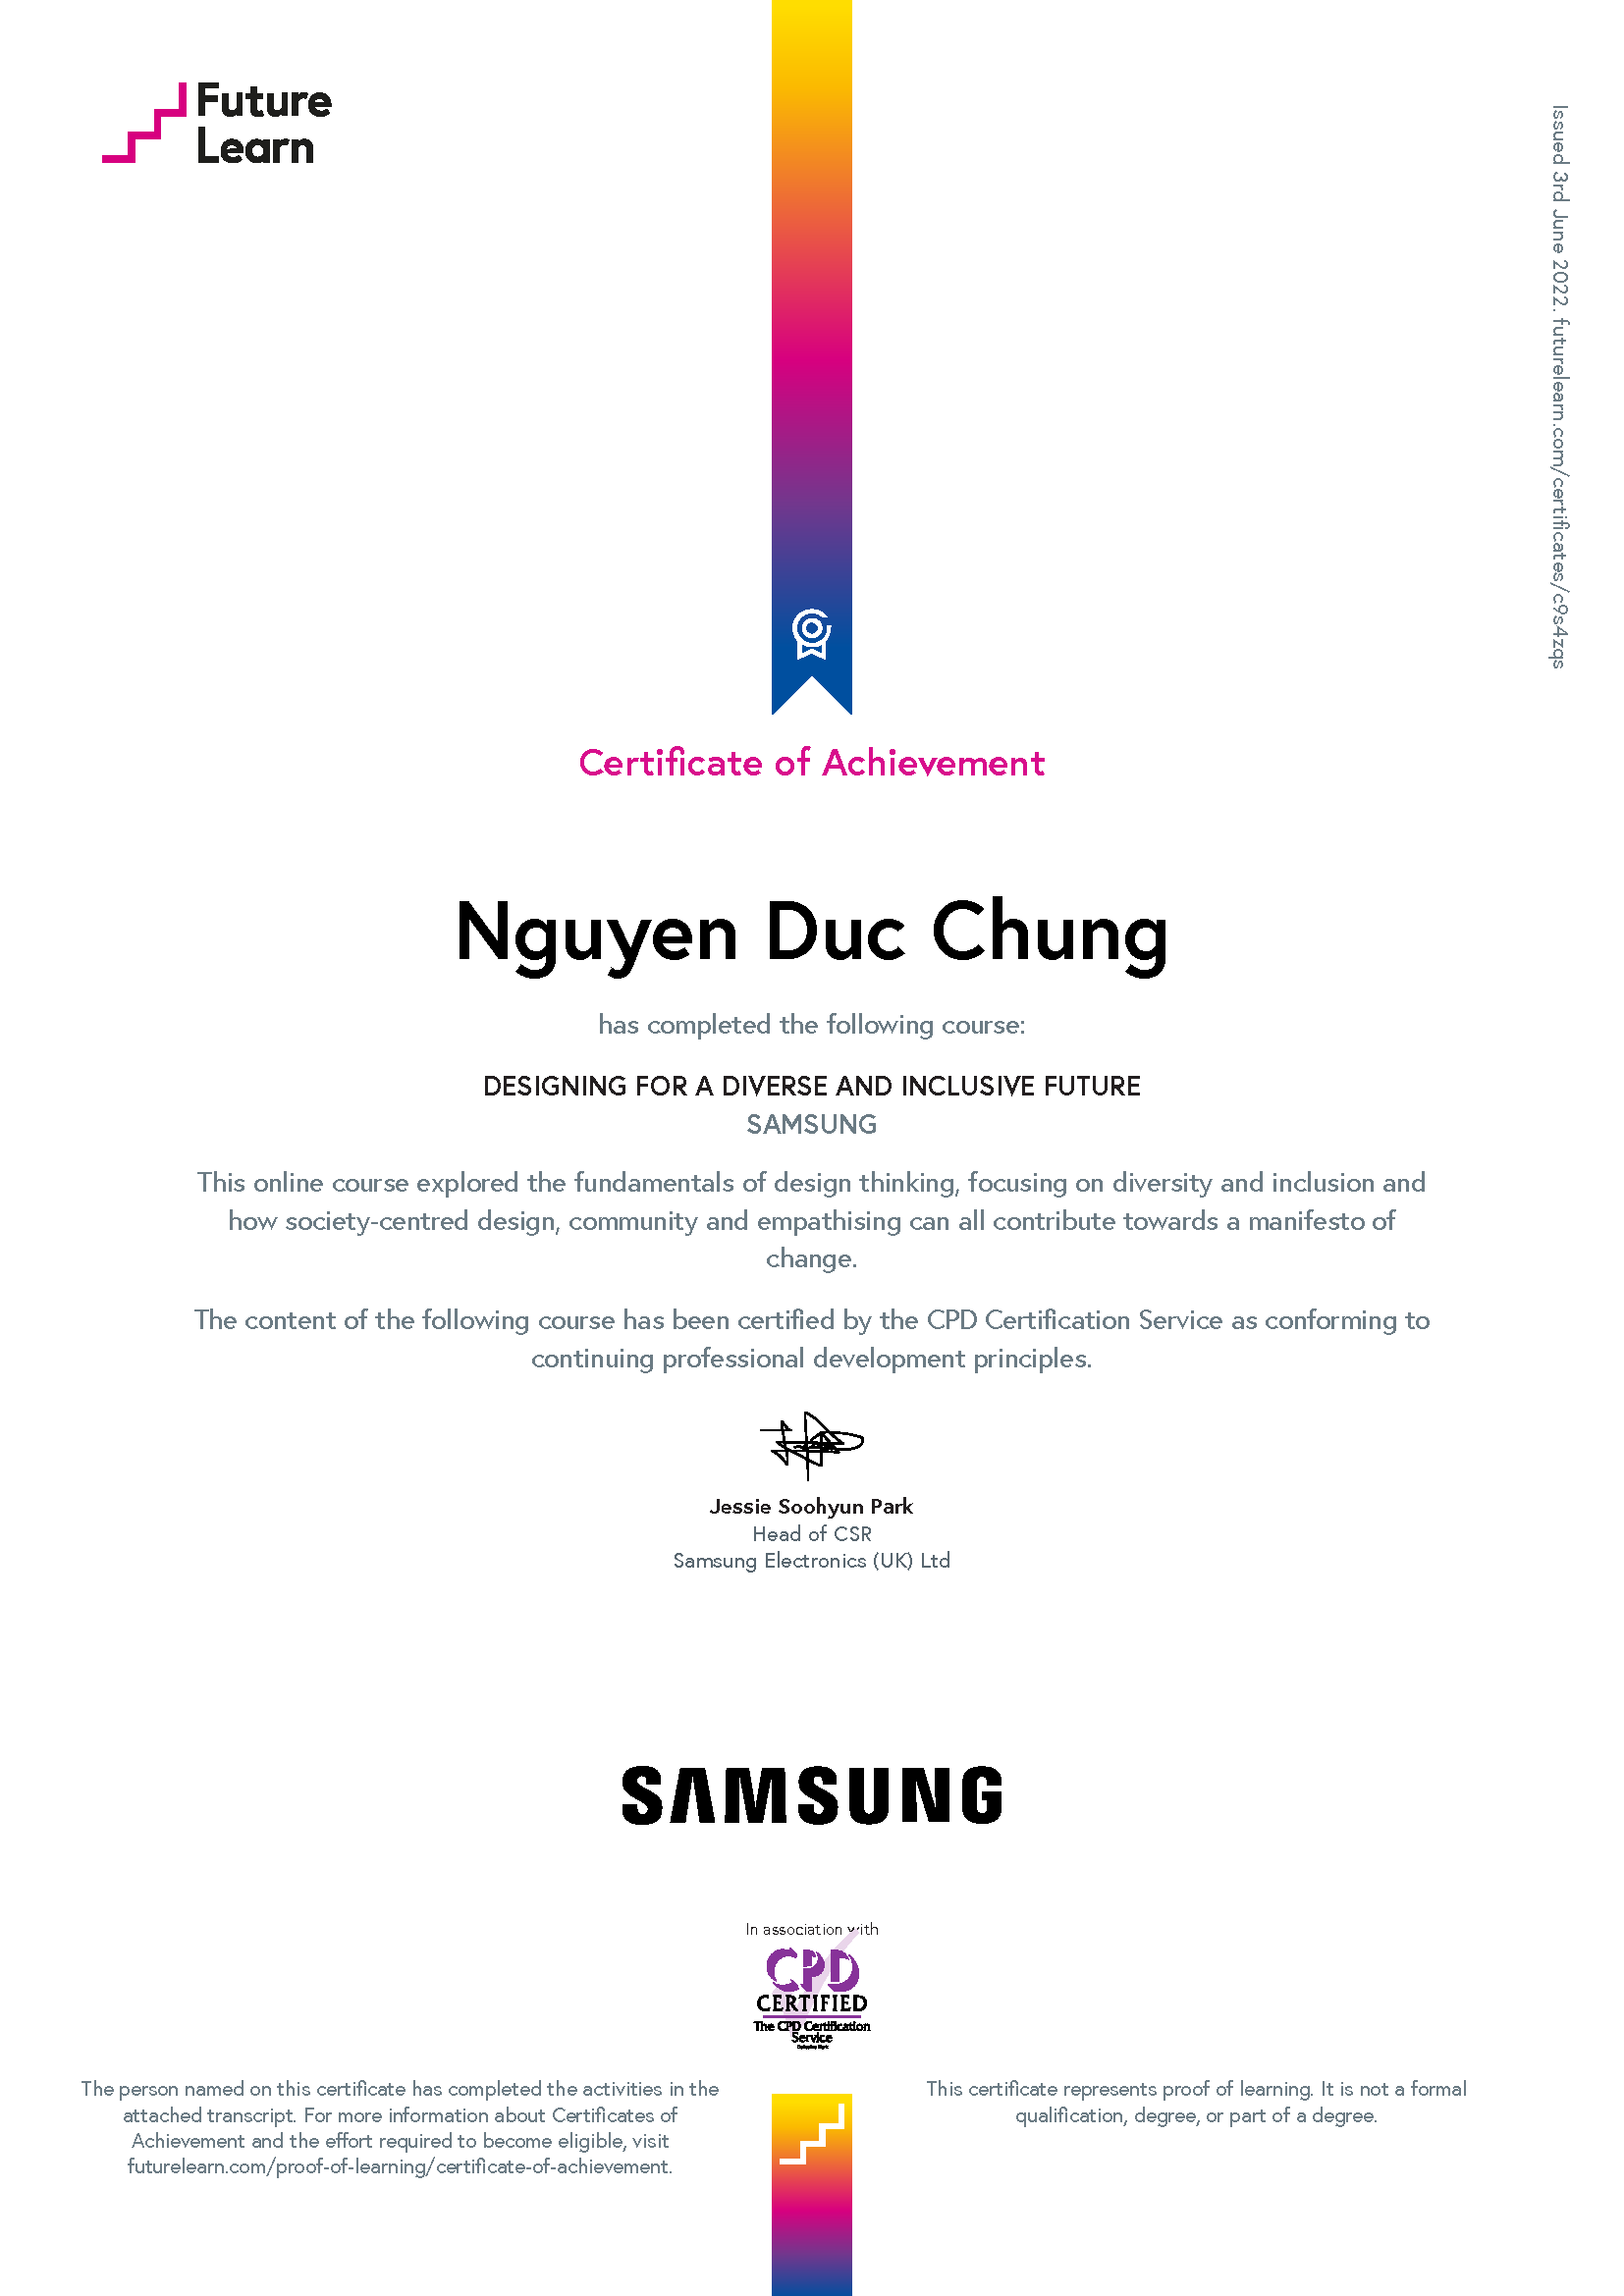 Future
Learn
Issued 3rd June 2022. futurelearn.com/certificates/c9s4zqs
Certificate of Achievement
Nguyen Duc Chung
has completed the following course:
DESIGNING FOR A DIVERSE AND INCLUSIVE FUTURE
SAMSUNG
This online course explored the fundamentals of design thinking, focusing on diversity and inclusion and
how society-centred design, community and empathising can all contribute towards a manifesto of
change.
The content of the following course has been certified by the CPD Certification Service as conforming to
continuing professional development principles.
Jessie Soohyun Park
Head of CSR
Samsung Electronics (UK) Ltd
SAMSUNG
In association with
CPD
CERTIFIED
The CPD Certification
Service
The person named on this certificate has completed the activities in the
attached transcript. For more information about Certificates of
Achievement and the effort required to become eligible, visit
futurelearn.com/proof-of-learning/certificate-of-achievement.
This certificate represents proof of learning. It is not a formal
qualification, degree, or part of a degree.